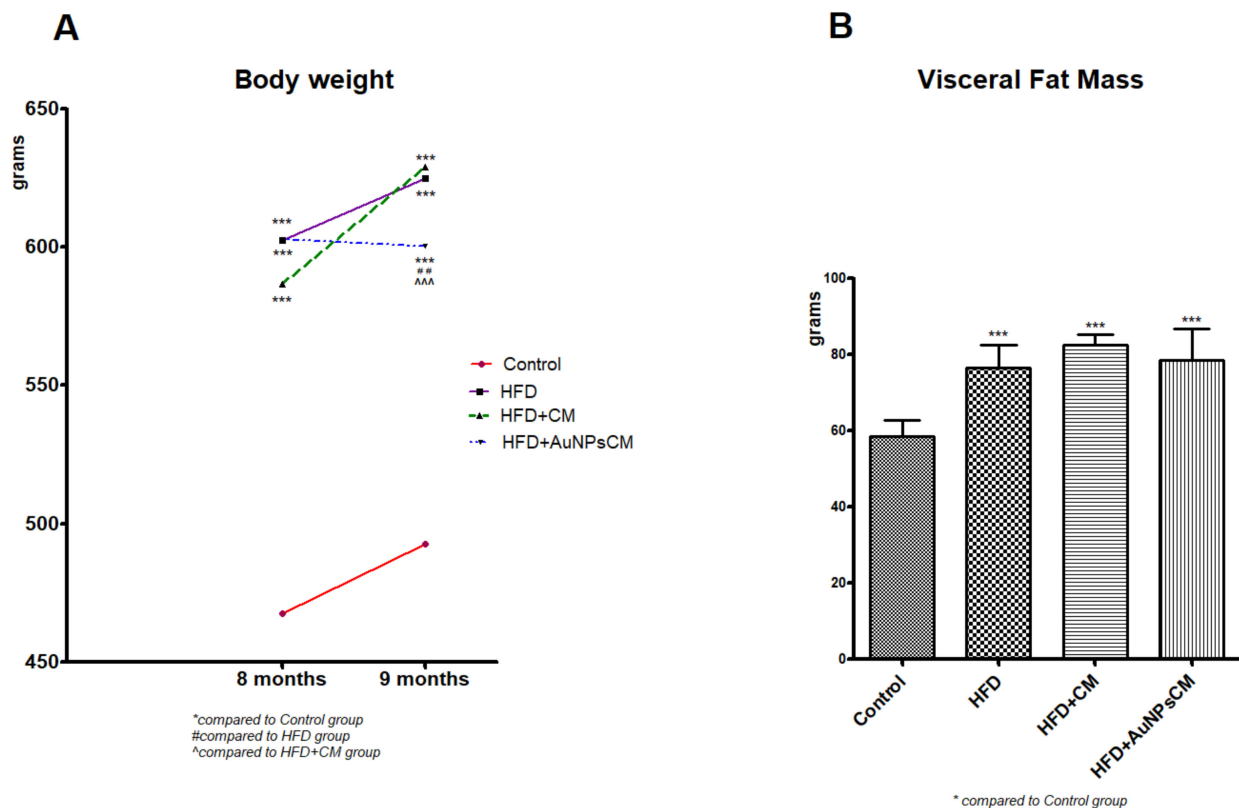 A
Body weight
grams
650
600
550
500
450
***
***
***
***
***
***
##
^^^
8 months
9 months
Control
HFD
HFD+CM
HFD+AuNPsCM
*compared to Control group
#compared to HFD group
^compared to HFD+CM group
B
Visceral Fat Mass
grams
100
80
60
40
20
0
***
***
***
Control
HFD
HFD+CM
HFD+AuNPsCM
* compared to Control group